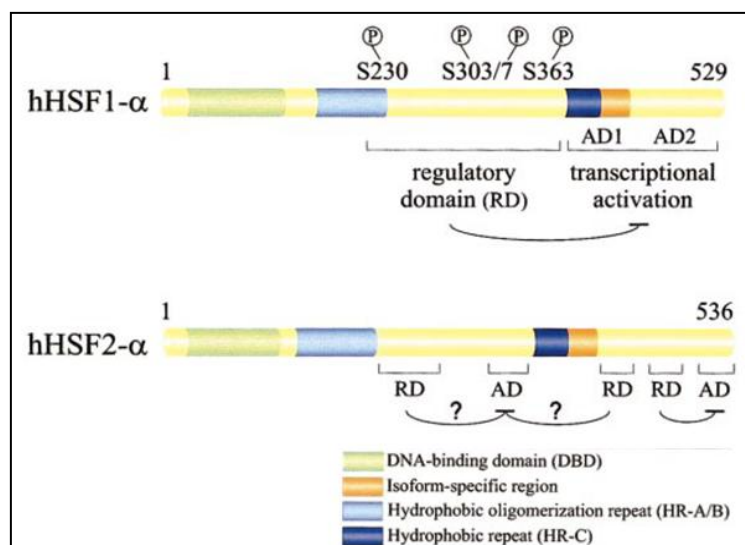 P P P P
1 S230 S303/7 S363 529
hHSF1-α
AD1 AD2
regulatory transcriptional
domain (RD) activation
1 536
hHSF2-α
RD AD RD RD AD
? ?
DNA-binding domain (DBD)
Isoform-specific region
Hydrophobic oligomerization repeat (HR-A/B)
Hydrophobic repeat (HR-C)